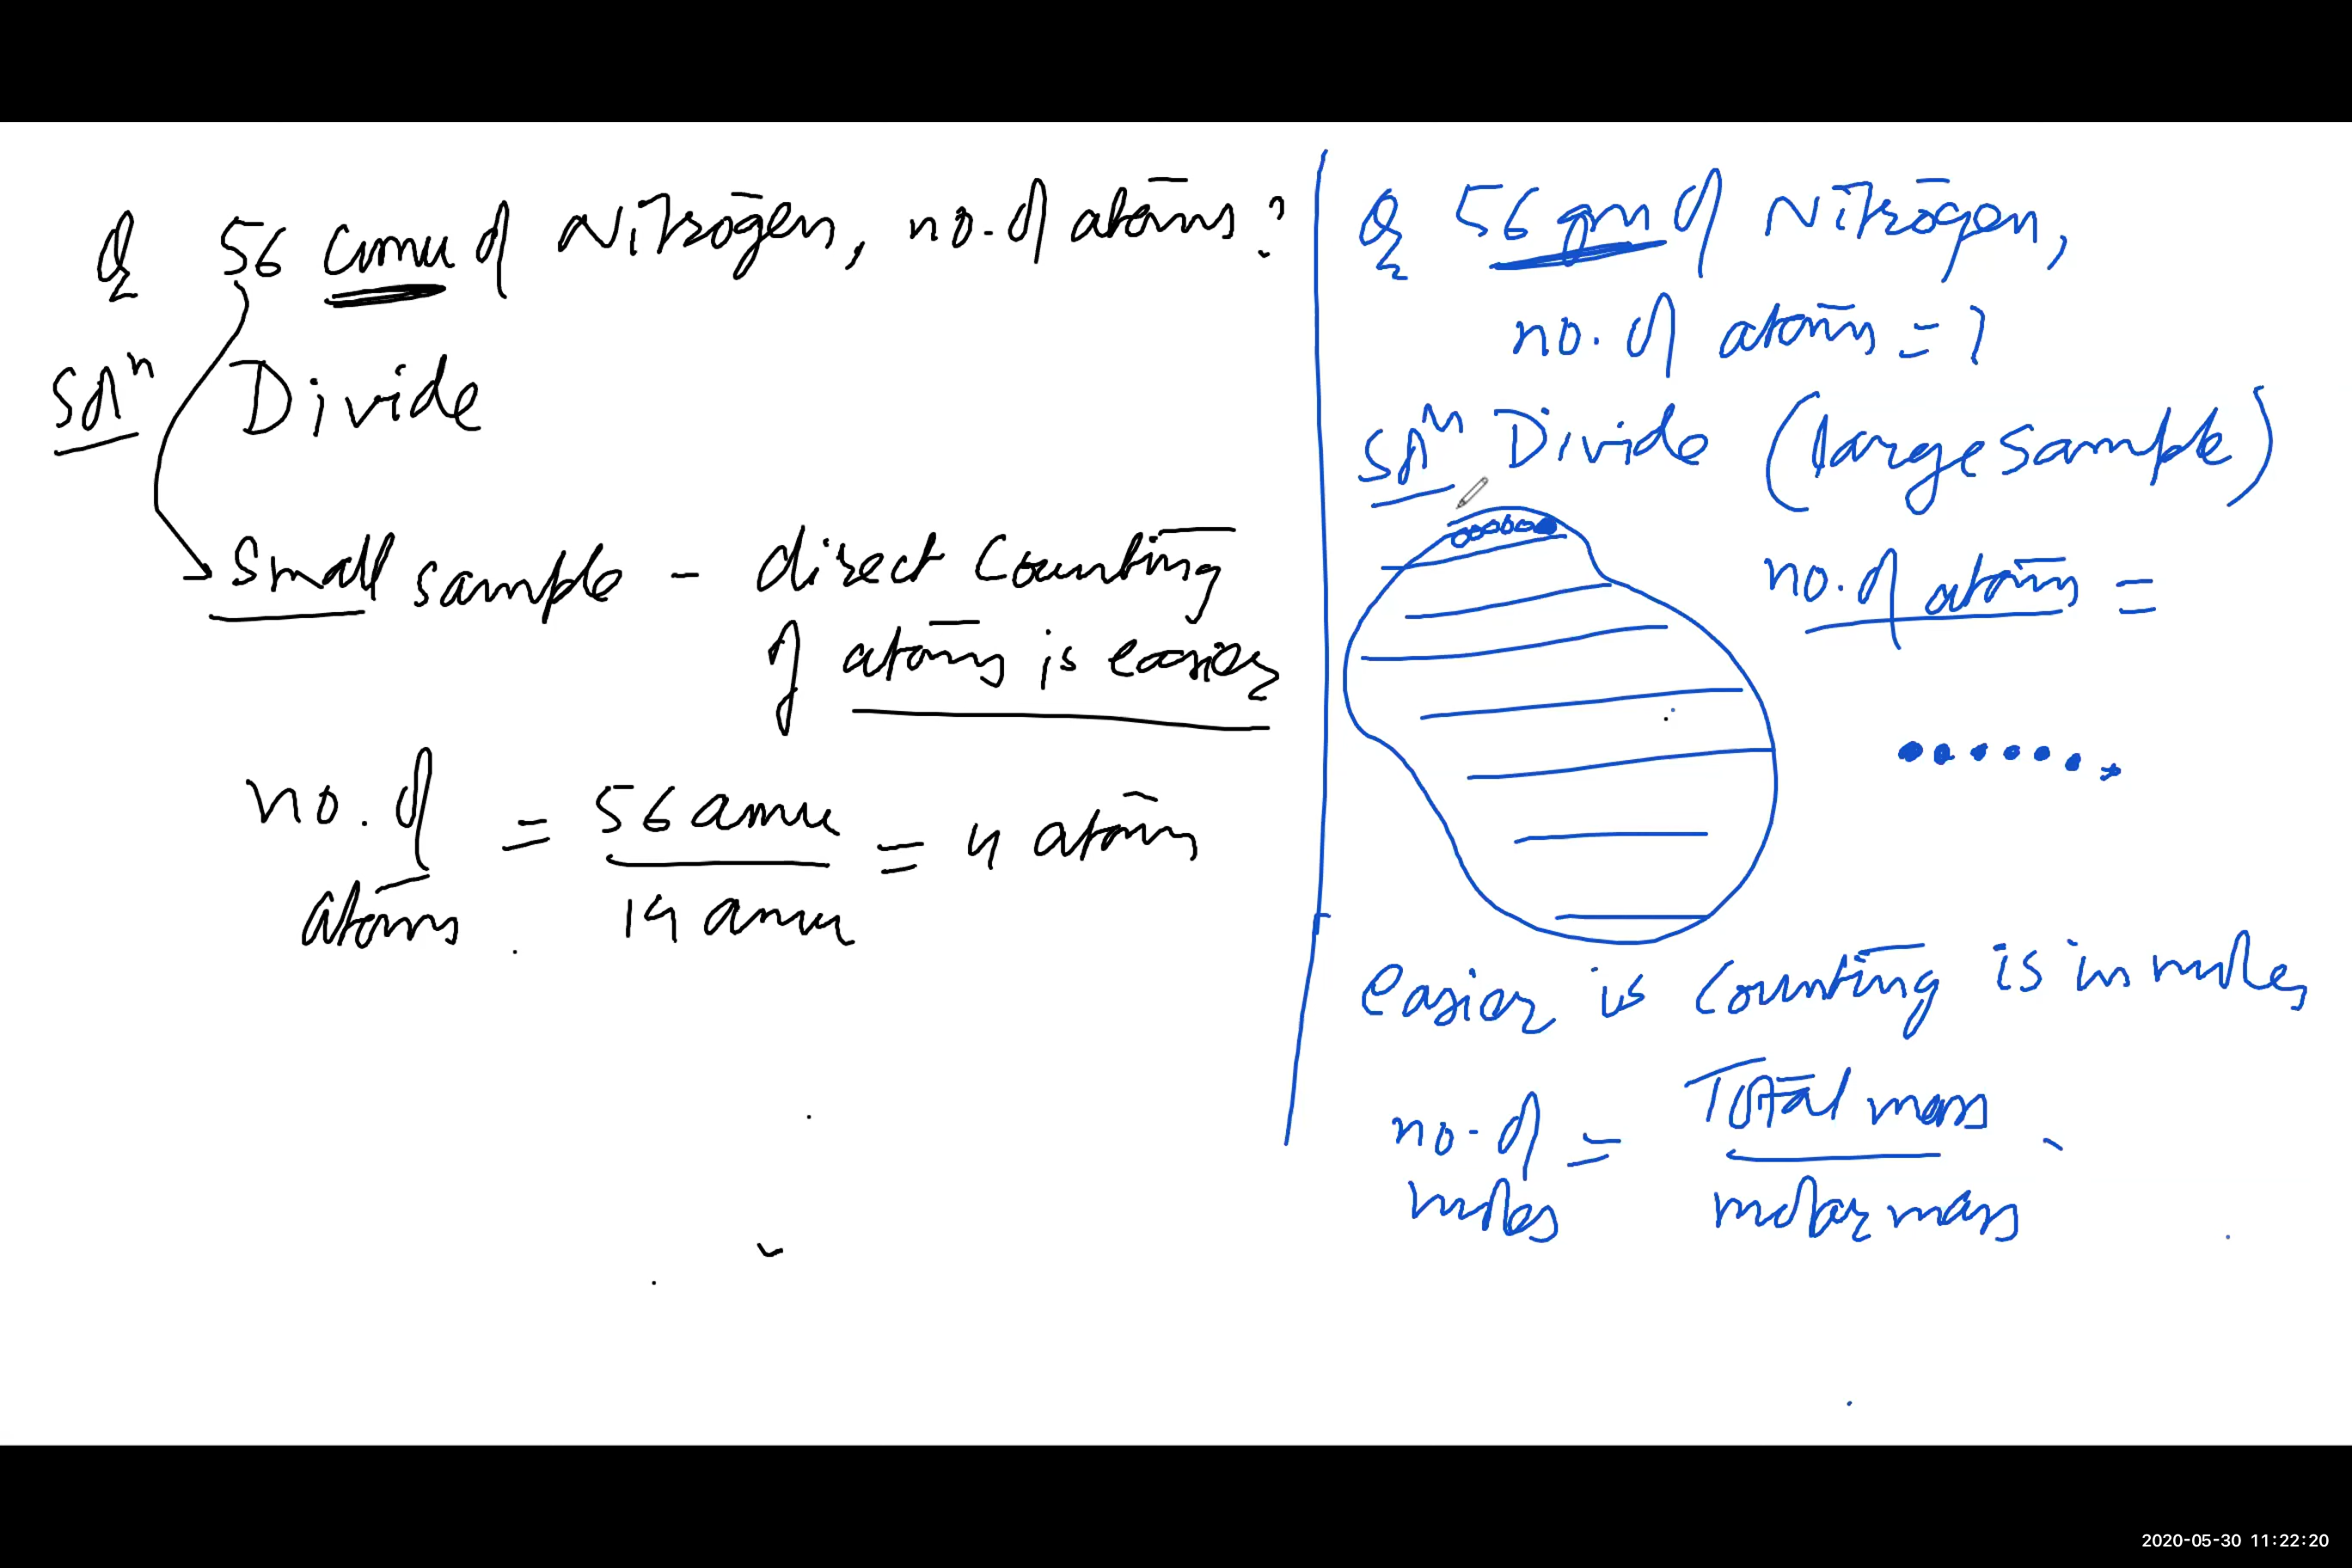 Q 56 amu of Nitrogen, no. of atoms?
Solⁿ Divide
Small sample - direct counting
of atoms is easier
no. of atoms = 56 amu / 14 amu = 4 atoms
Q 56 gm of Nitrogen,
no. of atoms = ?
Solⁿ Divide (large sample)
no. of atoms =
easier is counting is in moles
no. of moles = Total mass / molar mass
2020-05-30 11:22:20